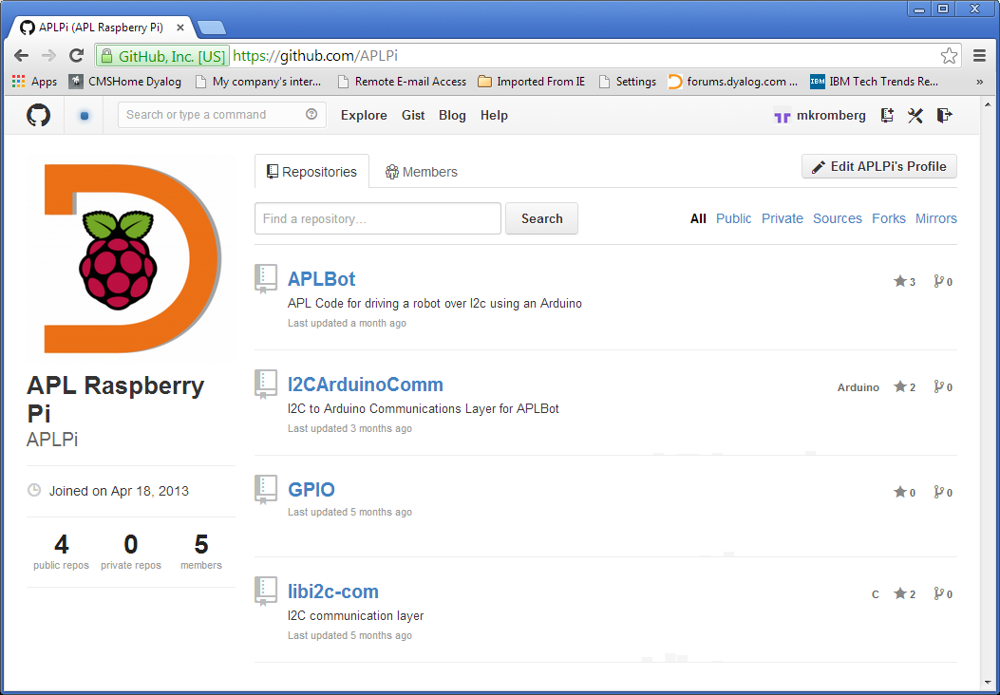 APLPi (APL Raspberry Pi)
GitHub, Inc. [US] https://github.com/APLPi
Apps CMSHome Dyalog My company's inter... Remote E-mail Access Imported From IE Settings forums.dyalog.com ... IBM IBM Tech Trends Re... »
Search or type a command Explore Gist Blog Help mkromberg
Repositories Members Edit APLPi's Profile
Find a repository... Search All Public Private Sources Forks Mirrors
APL Raspberry
Pi
APLPi
Joined on Apr 18, 2013
4 0 5
public repos private repos members
APLBot 3 0
APL Code for driving a robot over I2c using an Arduino
Last updated a month ago
I2CArduinoComm Arduino 2 0
I2C to Arduino Communications Layer for APLBot
Last updated 3 months ago
GPIO 0 0
Last updated 5 months ago
libi2c-com C 2 0
I2C communication layer
Last updated 5 months ago